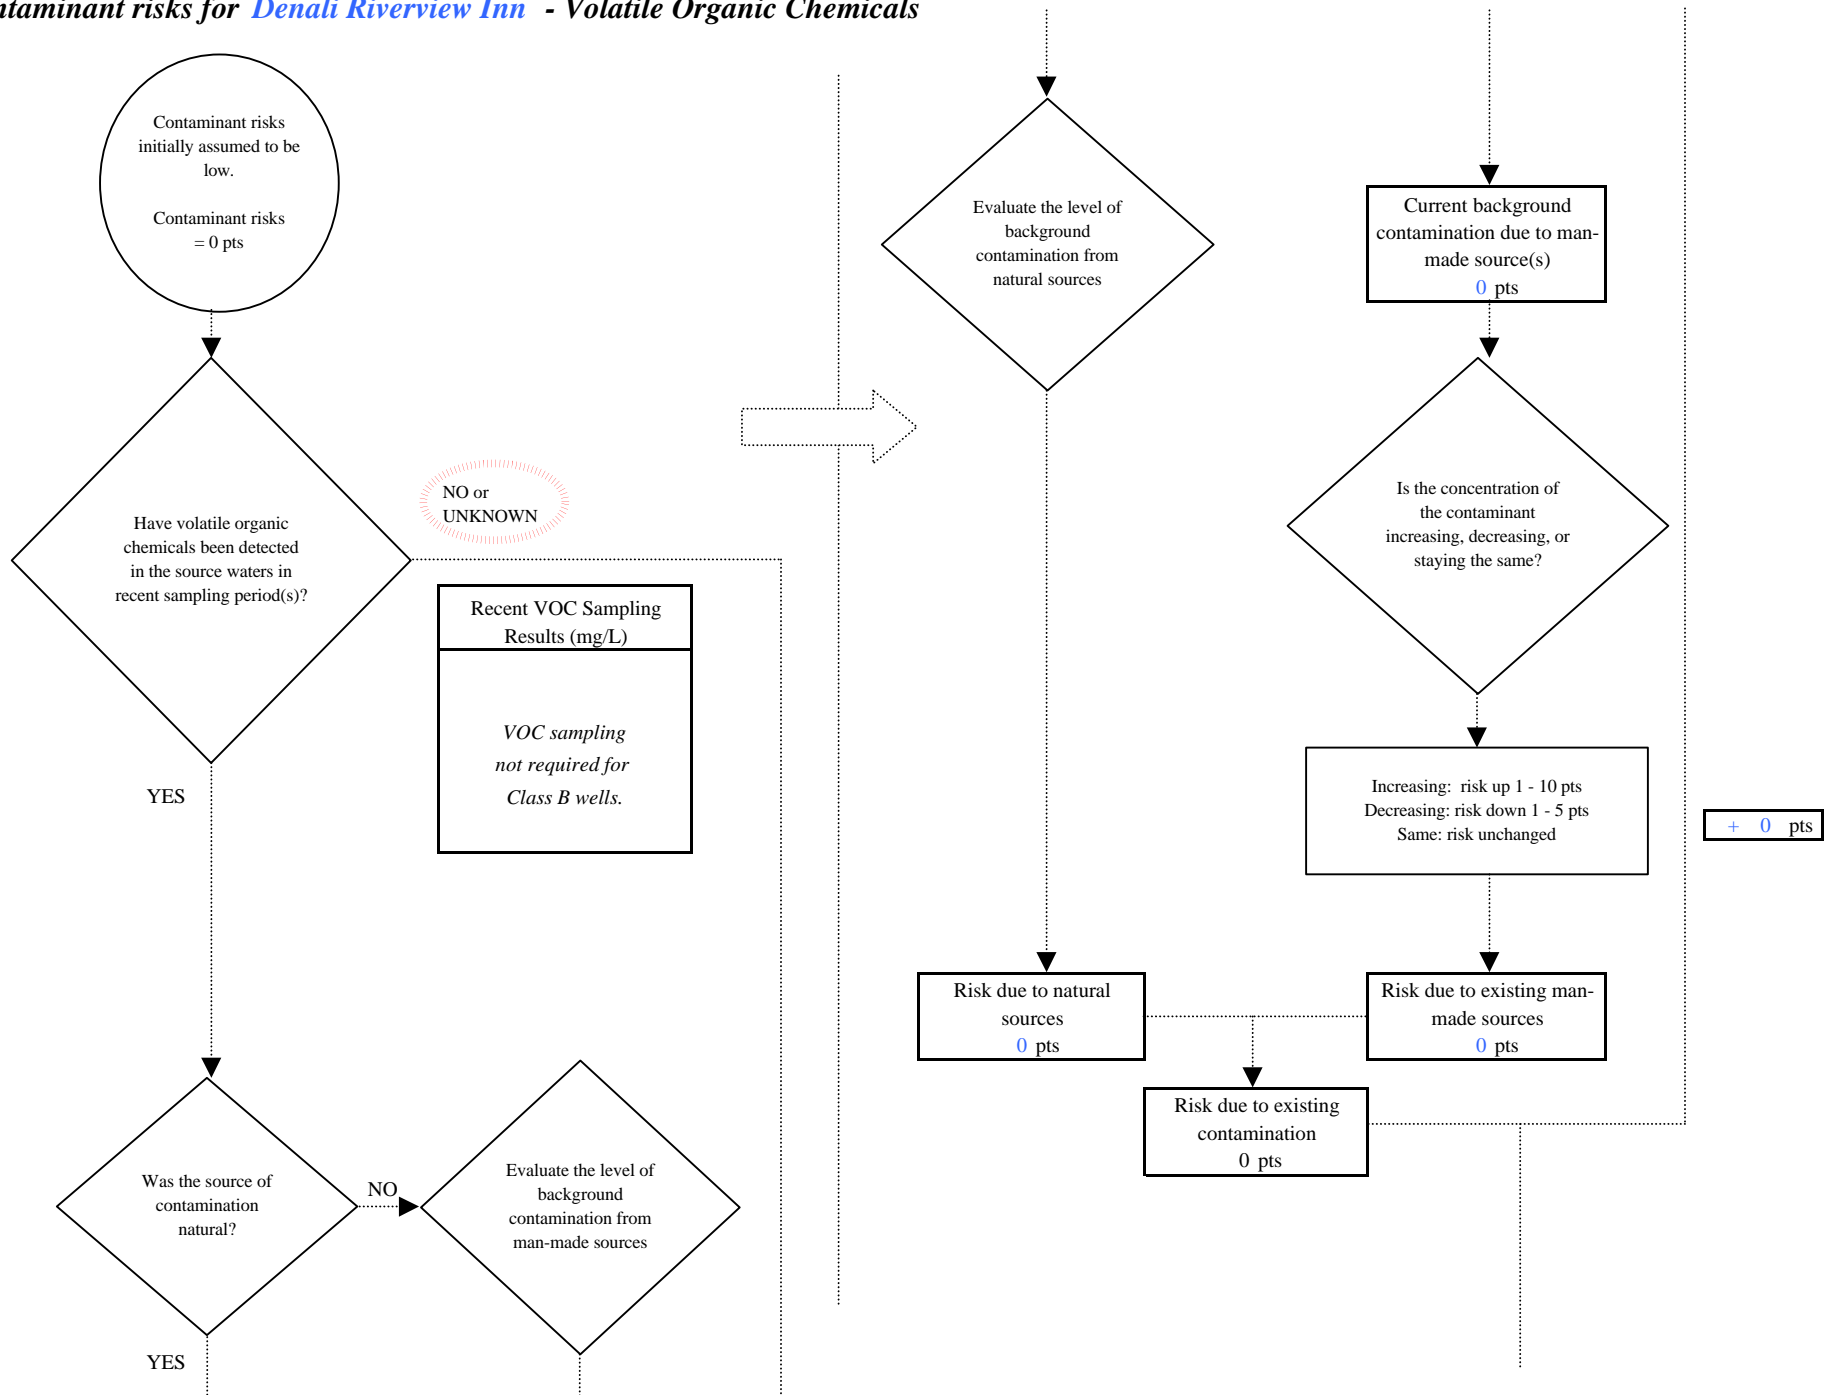 ntaminant risks for Denali Riverview Inn - Volatile Organic Chemicals
Contaminant risks
initially assumed to be
low.
Contaminant risks
= 0 pts
Have volatile organic
chemicals been detected
in the source waters in
recent sampling period(s)?
NO or
UNKNOWN
Recent VOC Sampling
Results (mg/L)
VOC sampling
not required for
Class B wells.
YES
Was the source of
contamination
natural?
NO
Evaluate the level of
background
contamination from
man-made sources
YES
Evaluate the level of
background
contamination from
natural sources
Current background
contamination due to man-
made source(s)
0 pts
Is the concentration of
the contaminant
increasing, decreasing, or
staying the same?
Increasing: risk up 1 - 10 pts
Decreasing: risk down 1 - 5 pts
Same: risk unchanged
+ 0 pts
Risk due to natural
sources
0 pts
Risk due to existing man-
made sources
0 pts
Risk due to existing
contamination
0 pts